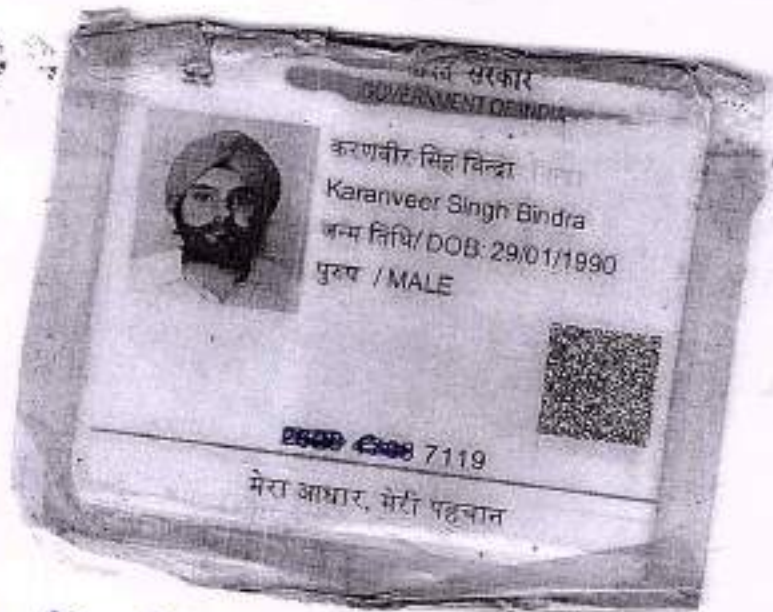 सरकार
GOVERNMENT OF INDIA
करणवीर सिंह बिन्द्रा
Karanveer Singh Bindra
जन्म तिथि/ DOB: 29/01/1990
पुरुष / MALE
7119
मेरा आधार, मेरी पहचान